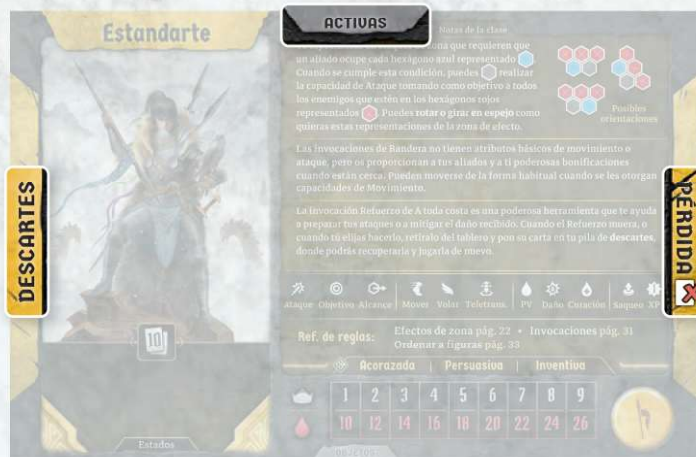 ACTIVAS
Estandarte
Notas de la clase
zona que requieren que
un aliado ocupe cada hexágono azul representado
Cuando se cumple esta condición, puedes realizar
la capacidad de Ataque tomando como objetivo a todos
los enemigos que estén en los hexágonos rojos
representados. Puedes rotar o girar en espejo como
quieras estas representaciones de la zona de efecto.
Posibles
orientaciones
Las invocaciones de Bandera no tienen atributos básicos de movimiento o
ataque, pero os proporcionan a tus aliados y a ti poderosas bonificaciones
cuando están cerca. Pueden moverse de la forma habitual cuando se les otorgan
capacidades de Movimiento.
La invocación Refuerzo de A toda costa es una poderosa herramienta que te ayuda
a preparar tus ataques o a mitigar el daño recibido. Cuando el Refuerzo muera, o
cuando tú elijas hacerlo, retíralo del tablero y pon su carta en tu pila de descartes,
donde podrás recuperarla y jugarla de nuevo.
DESCARTES
PÉRDIDA
Ataque Objetivo Alcance Mover Volar Teletrans. PV Daño Curación Saqueo XP
Ref. de reglas: Efectos de zona pág. 22 • Invocaciones pág. 31
Ordenar a figuras pág. 33
10
Acorazada | Persuasiva | Inventiva
1 2 3 4 5 6 7 8 9
10 12 14 16 18 20 22 24 26
Estados
OBJETOS: